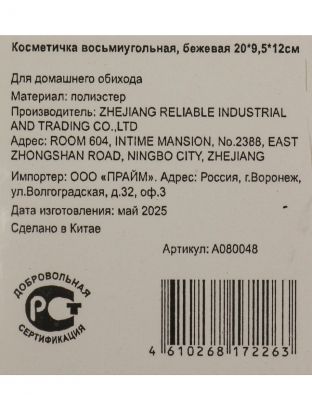 Косметичка восьмиугольная, бежевая 20*9,5*12см
Для домашнего обихода
Материал: полиэстер
Производитель: ZHEJIANG RELIABLE INDUSTRIAL
AND TRADING CO.,LTD
Адрес: ROOM 604, INTIME MANSION, No.2388, EAST
ZHONGSHAN ROAD, NINGBO CITY, ZHEJIANG
Импортер: ООО «ПРАЙМ». Адрес: Россия, г.Воронеж,
ул.Волгоградская, д.32, оф.3
Дата изготовления: май 2025
Сделано в Китае
Артикул: A080048
ДОБРОВОЛЬНАЯ
РСТ
СЕРТИФИКАЦИЯ
4 610268 172263